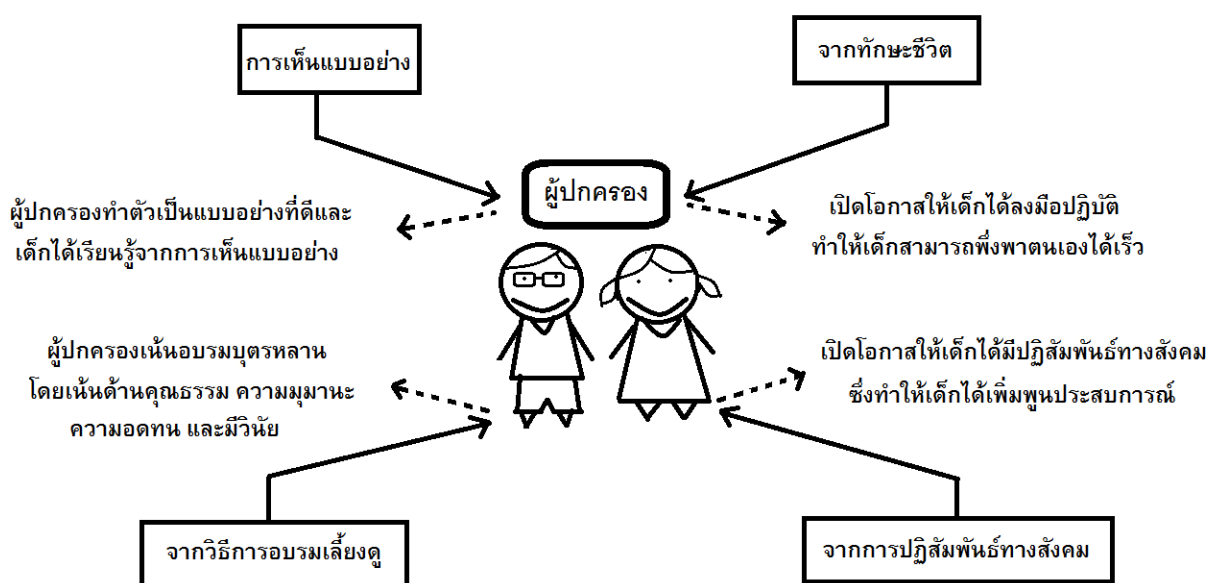 การเห็นแบบอย่าง
จากทักษะชีวิต
ผู้ปกครอง
ผู้ปกครองทำตัวเป็นแบบอย่างที่ดีและ
เด็กได้เรียนรู้จากการเห็นแบบอย่าง
เปิดโอกาสให้เด็กได้ลงมือปฏิบัติ
ทำให้เด็กสามารถพึ่งพาตนเองได้เร็ว
ผู้ปกครองเน้นอบรมบุตรหลาน
โดยเน้นด้านคุณธรรม ความมุมานะ
ความอดทน และมีวินัย
เปิดโอกาสให้เด็กได้มีปฏิสัมพันธ์ทางสังคม
ซึ่งทำให้เด็กได้เพิ่มพูนประสบการณ์
จากวิธีการอบรมเลี้ยงดู
จากการปฏิสัมพันธ์ทางสังคม